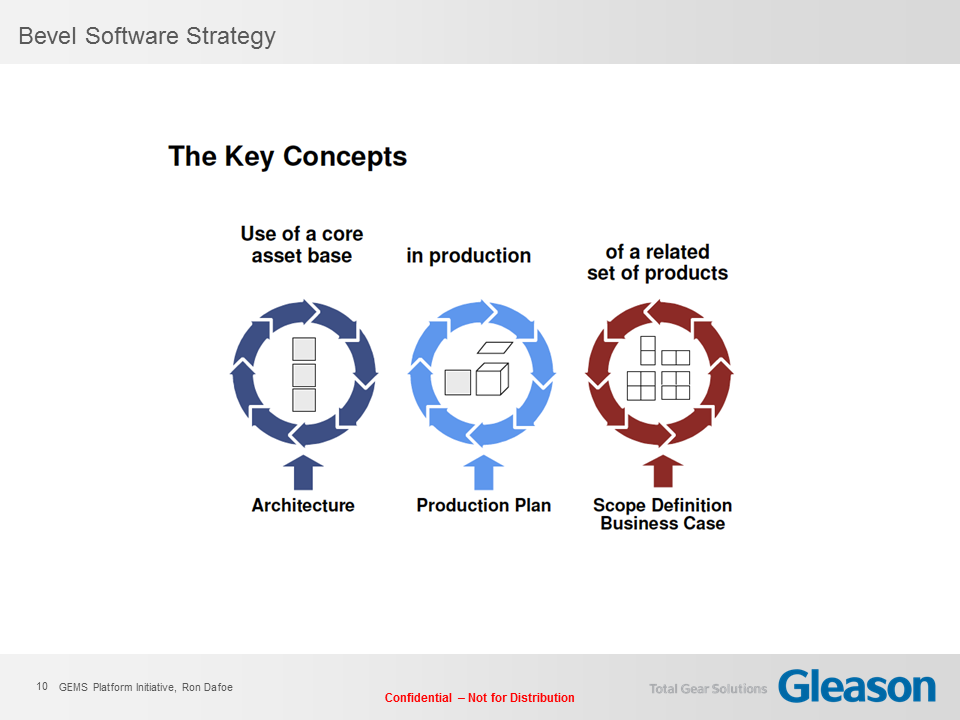 Bevel Software Strategy
The Key Concepts
Use of a core
asset base
in production
of a related
set of products
Architecture
Production Plan
Scope Definition
Business Case
10 GEMS Platform Initiative, Ron Dafoe
Confidential – Not for Distribution
Total Gear Solutions
Gleason